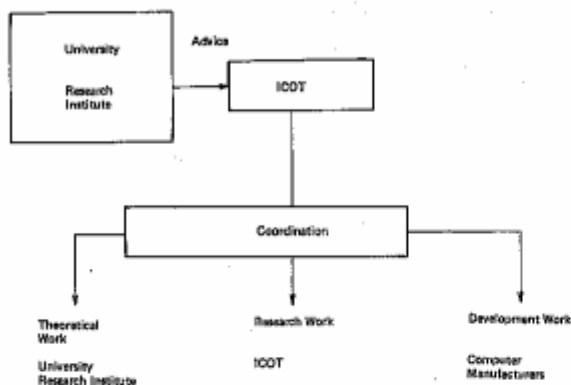 University
Research
Institute
Advice
ICOT
Coordination
Theoretical
Work
University
Research Institute
Research Work
ICOT
Development Work
Computer
Manufacturers